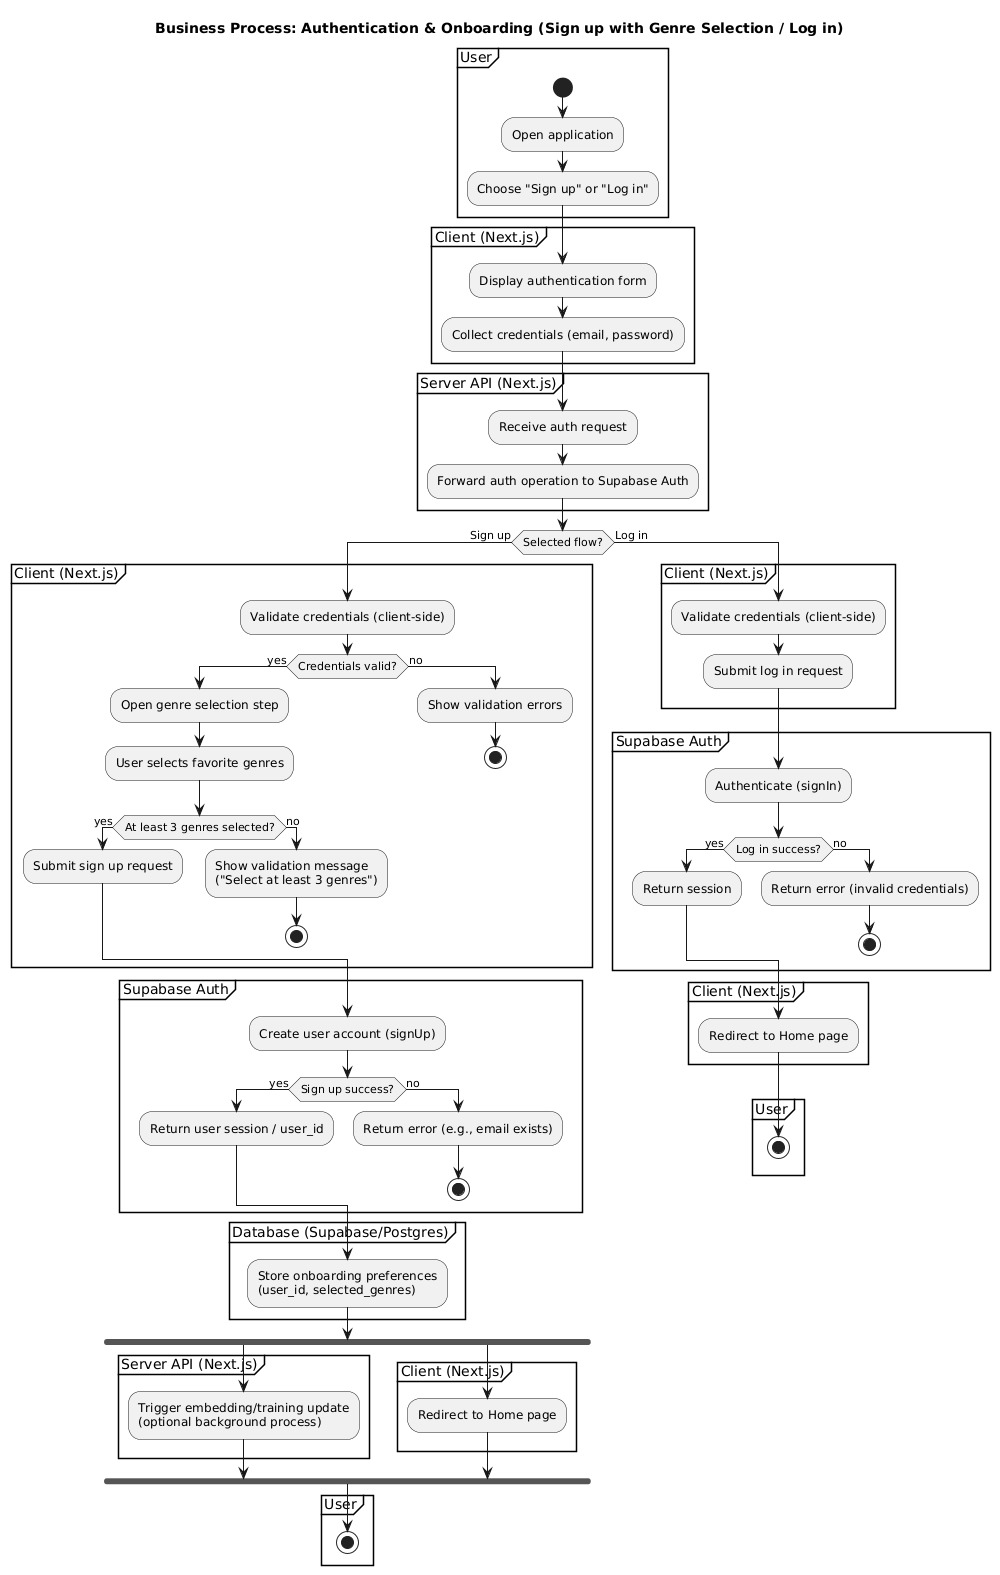 Business Process: Authentication & Onboarding (Sign up with Genre Selection / Log in)
User
Open application
Choose "Sign up" or "Log in"
Client (Next.js)
Display authentication form
Collect credentials (email, password)
Server API (Next.js)
Receive auth request
Forward auth operation to Supabase Auth
Selected flow?
Sign up
Log in
Client (Next.js)
Validate credentials (client-side)
Credentials valid?
yes
no
Open genre selection step
Show validation errors
User selects favorite genres
At least 3 genres selected?
yes
no
Submit sign up request
Show validation message
("Select at least 3 genres")
Supabase Auth
Create user account (signUp)
Sign up success?
yes
no
Return user session / user_id
Return error (e.g., email exists)
Database (Supabase/Postgres)
Store onboarding preferences
(user_id, selected_genres)
Server API (Next.js)
Trigger embedding/training update
(optional background process)
Client (Next.js)
Redirect to Home page
User
Client (Next.js)
Validate credentials (client-side)
Submit log in request
Supabase Auth
Authenticate (signIn)
Log in success?
yes
no
Return session
Return error (invalid credentials)
Client (Next.js)
Redirect to Home page
User